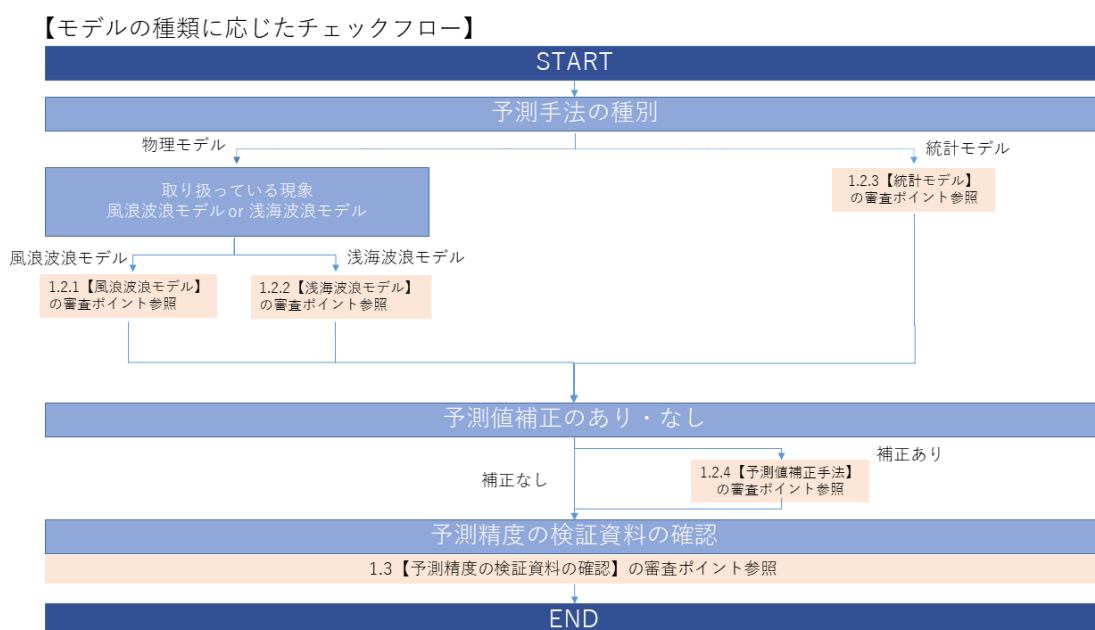 【モデルの種類に応じたチェックフロー】
START
予測手法の種別
物理モデル
統計モデル
取り扱っている現象
風浪波浪モデル or 浅海波浪モデル
1.2.3【統計モデル】
の審査ポイント参照
風浪波浪モデル
浅海波浪モデル
1.2.1【風浪波浪モデル】
の審査ポイント参照
1.2.2【浅海波浪モデル】
の審査ポイント参照
予測値補正のあり・なし
補正なし
補正あり
1.2.4【予測値補正手法】
の審査ポイント参照
予測精度の検証資料の確認
1.3【予測精度の検証資料の確認】の審査ポイント参照
END